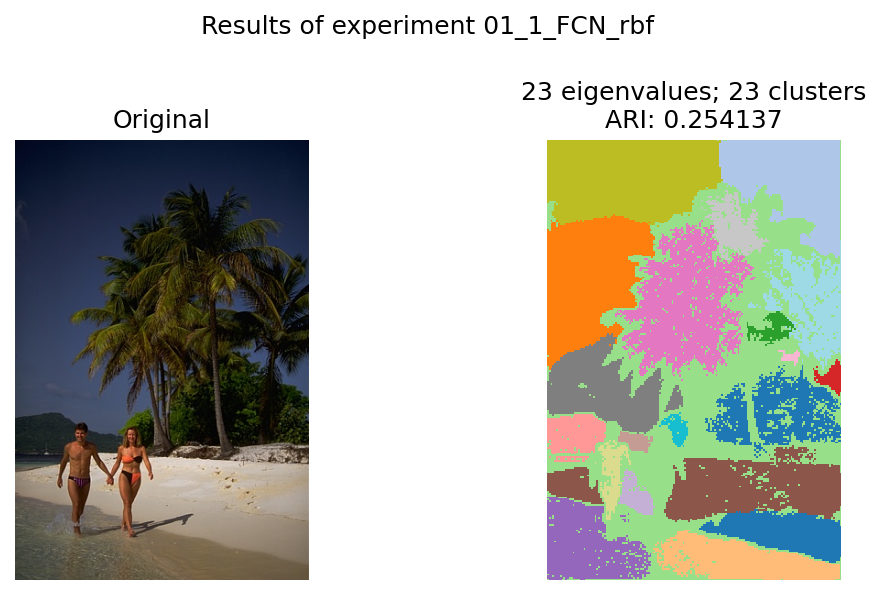 Results of experiment 01_1_FCN_rbf
Original
23 eigenvalues; 23 clusters
ARI: 0.254137